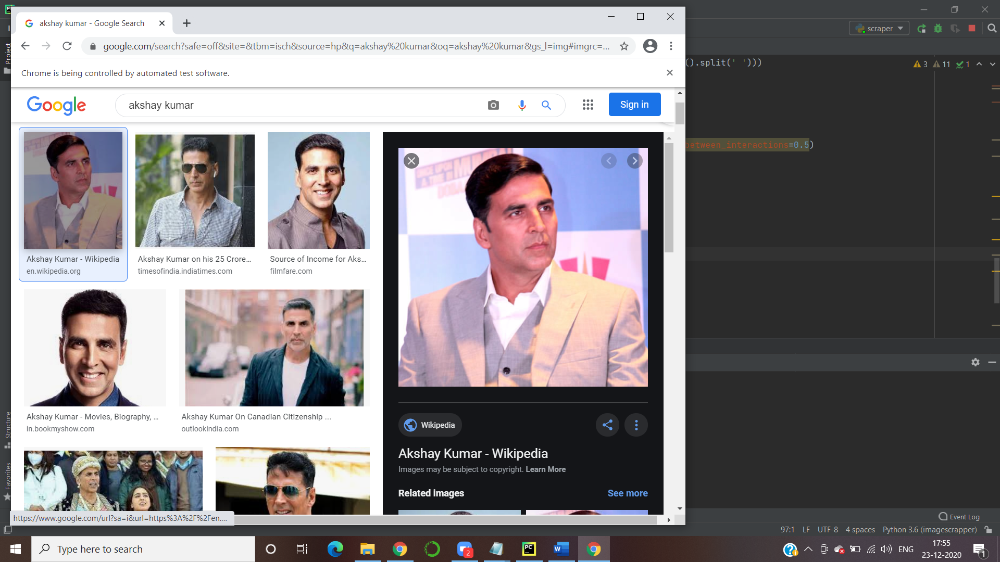 akshay kumar - Google Search
google.com/search?safe=off&site=&tbm=isch&source=hp&q=akshay%20kumar&oq=akshay%20kumar&gs_l=img#imgrc=...
Chrome is being controlled by automated test software.
scraper
().split(' ')))
3 11 1
Project
between_interactions=0.5)
Google
akshay kumar
Sign in
Akshay Kumar - Wikipedia
en.wikipedia.org
Akshay Kumar on his 25 Crore...
timesofindia.indiatimes.com
Source of Income for Aks...
filmfare.com
Akshay Kumar - Movies, Biography, ...
in.bookmyshow.com
Akshay Kumar On Canadian Citizenship ...
outlookindia.com
Wikipedia
Akshay Kumar - Wikipedia
Images may be subject to copyright. Learn More
Related images
See more
Structure
Favorites
https://www.google.com/url?sa=i&url=https%3A%2F%2Fen....
Event Log
97:1 LF UTF-8 4 spaces Python 3.6 (imagescrapper)
Type here to search
2
PC
W
ENG
17:55
23-12-2020
1